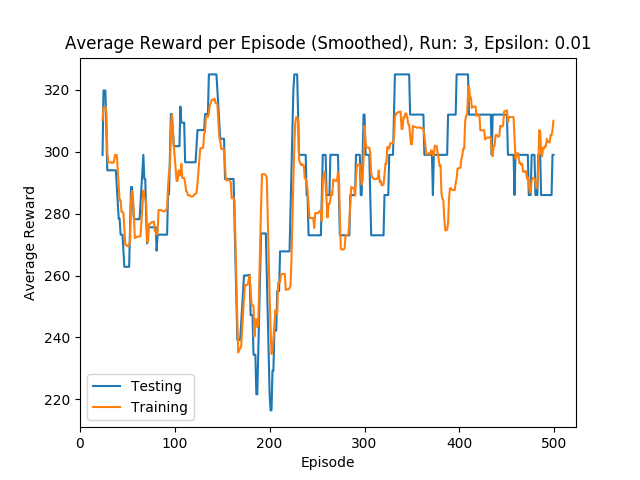 Average Reward per Episode (Smoothed), Run: 3, Epsilon: 0.01
Average Reward
320
300
280
260
240
220
Testing
Training
0
100
200
300
400
500
Episode